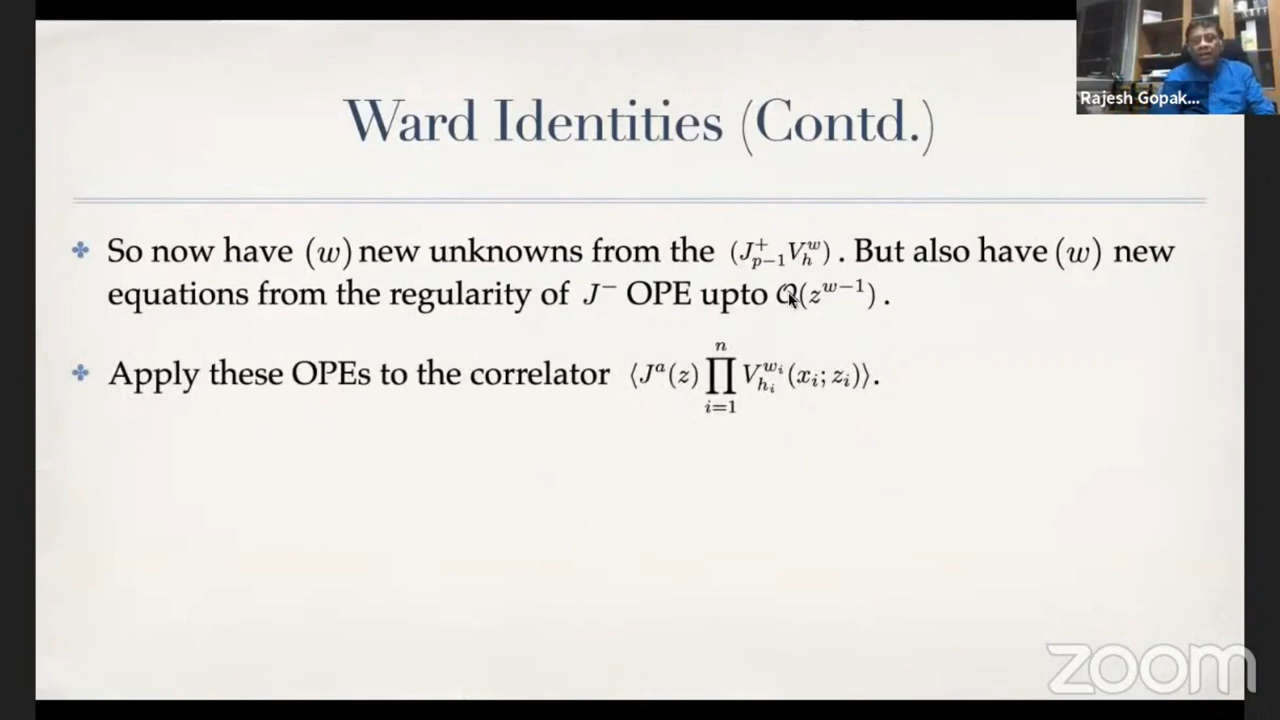 Rajesh Gopak...
Ward Identities (Contd.)
So now have (w) new unknowns from the (J^+_{p-1}V^w_h). But also have (w) new
equations from the regularity of J^- OPE upto O(z^{w-1}).
Apply these OPEs to the correlator ⟨J^a(z) ∏_{i=1}^{n} V^{w_i}_{h_i}(x_i; z_i)⟩.
zoom